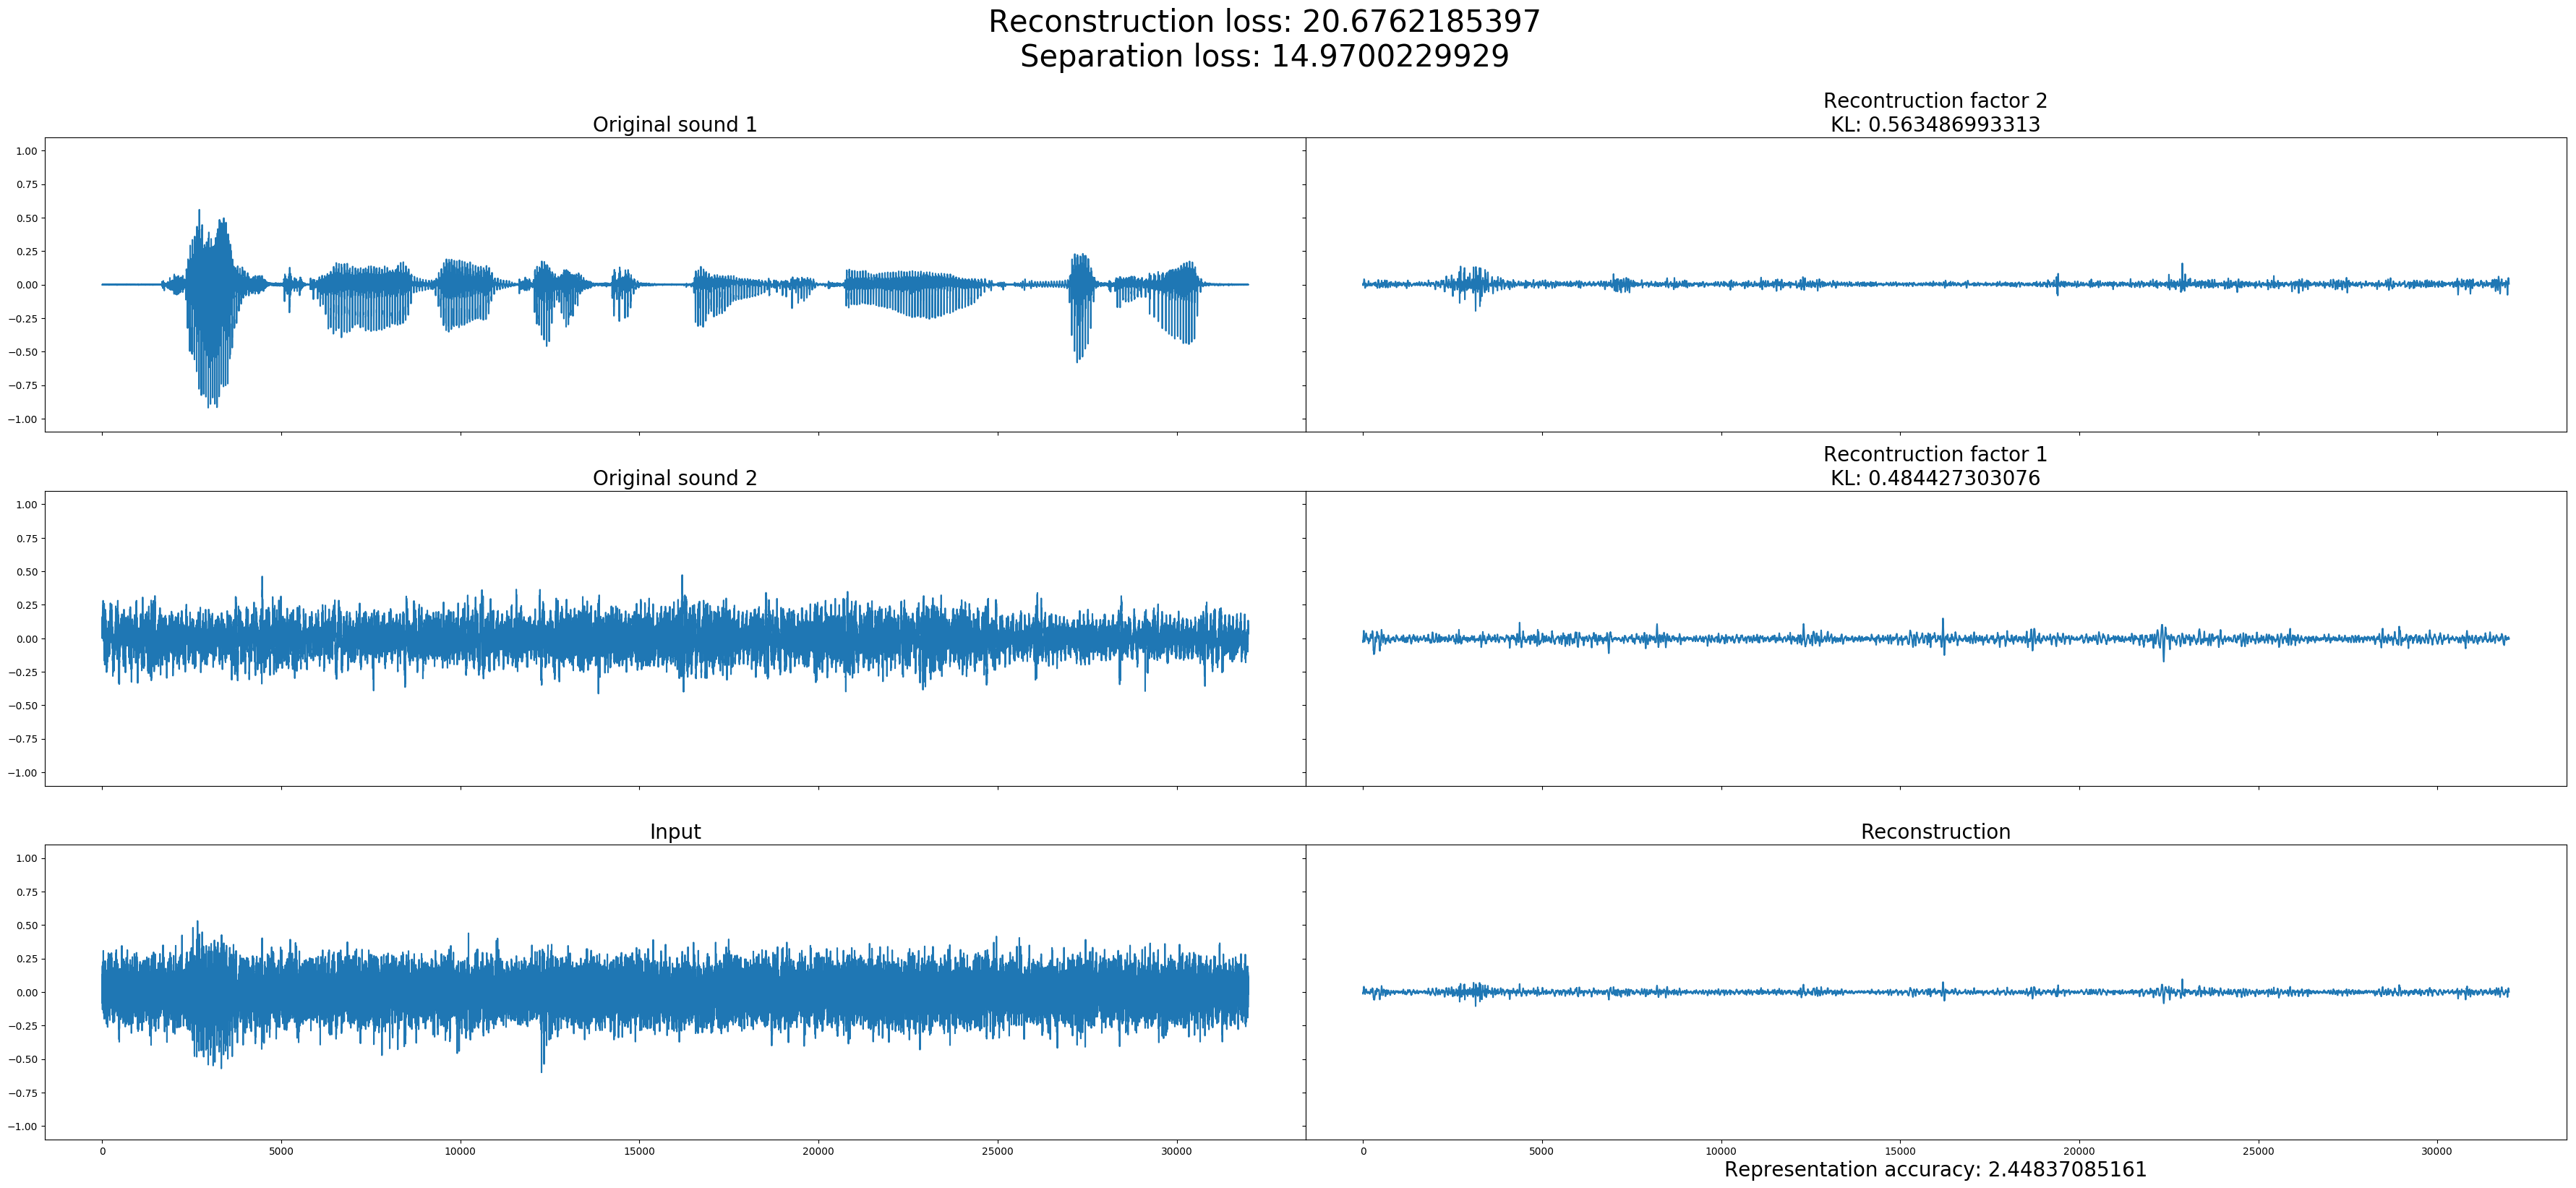 Reconstruction loss: 20.6762185397
Separation loss: 14.9700229929
Original sound 1
Recontruction factor 2
KL: 0.563486993313
1.00
0.75
0.50
0.25
0.00
−0.25
−0.50
−0.75
−1.00
Original sound 2
Recontruction factor 1
KL: 0.484427303076
1.00
0.75
0.50
0.25
0.00
−0.25
−0.50
−0.75
−1.00
Input
Reconstruction
1.00
0.75
0.50
0.25
0.00
−0.25
−0.50
−0.75
−1.00
0 5000 10000 15000 20000 25000 30000
0 5000 10000 15000 20000 25000 30000
Representation accuracy: 2.44837085161